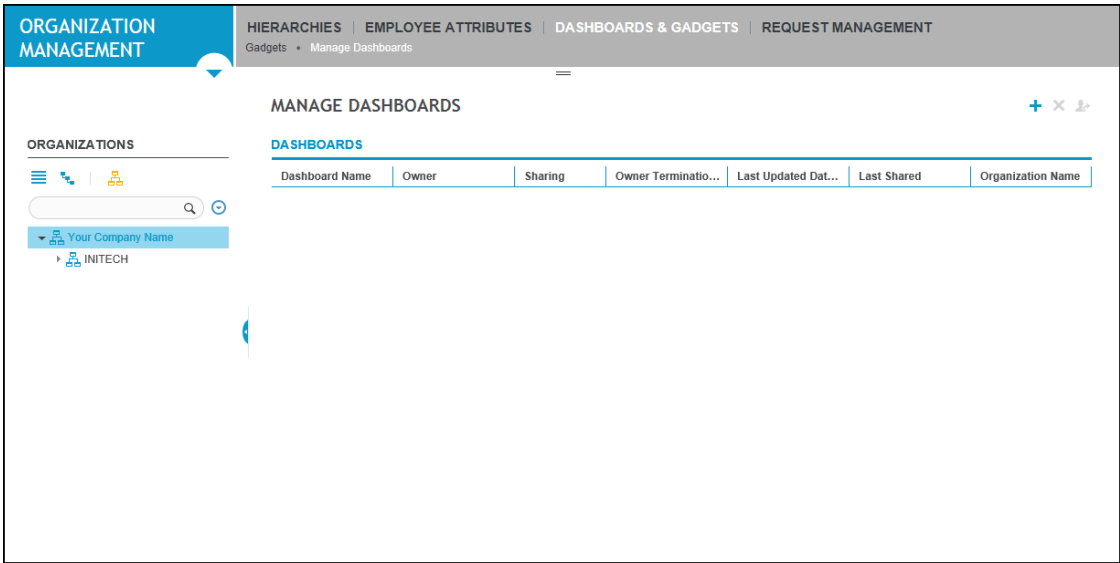 ORGANIZATION
MANAGEMENT
HIERARCHIES | EMPLOYEE ATTRIBUTES | DASHBOARDS & GADGETS | REQUEST MANAGEMENT
Gadgets • Manage Dashboards
MANAGE DASHBOARDS
ORGANIZATIONS
DASHBOARDS
Dashboard Name Owner Sharing Owner Terminatio... Last Updated Dat... Last Shared Organization Name
Your Company Name
INITECH